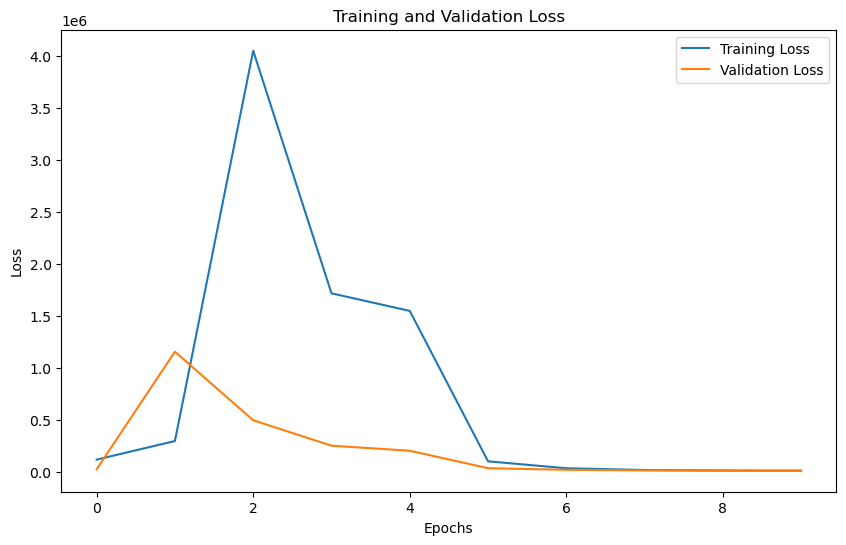 Training and Validation Loss
1e6
Training Loss
Validation Loss
4.0
3.5
3.0
2.5
2.0
1.5
1.0
0.5
0.0
Loss
0 2 4 6 8
Epochs